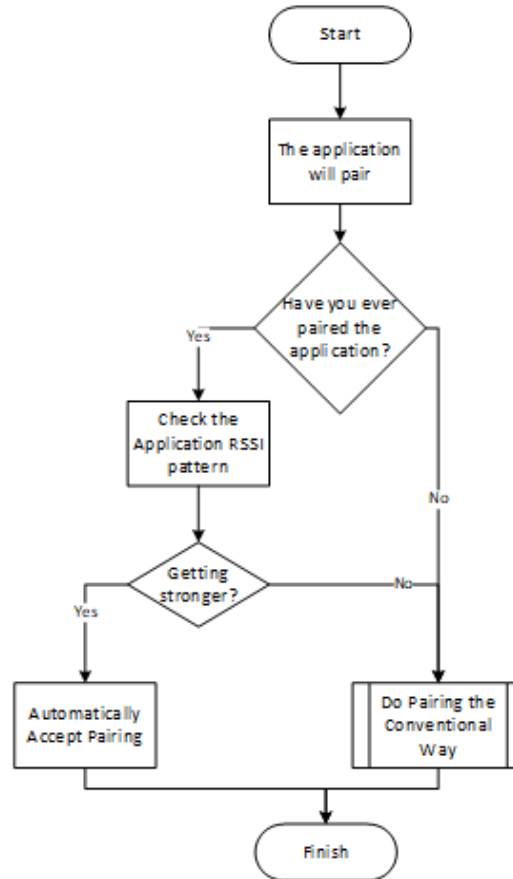 Start
The application
will pair
Have you ever
paired the
application?
Yes
Check the
Application RSSI
pattern
No
Getting
stronger?
Yes
No
Automatically
Accept Pairing
Do Pairing the
Conventional
Way
Finish